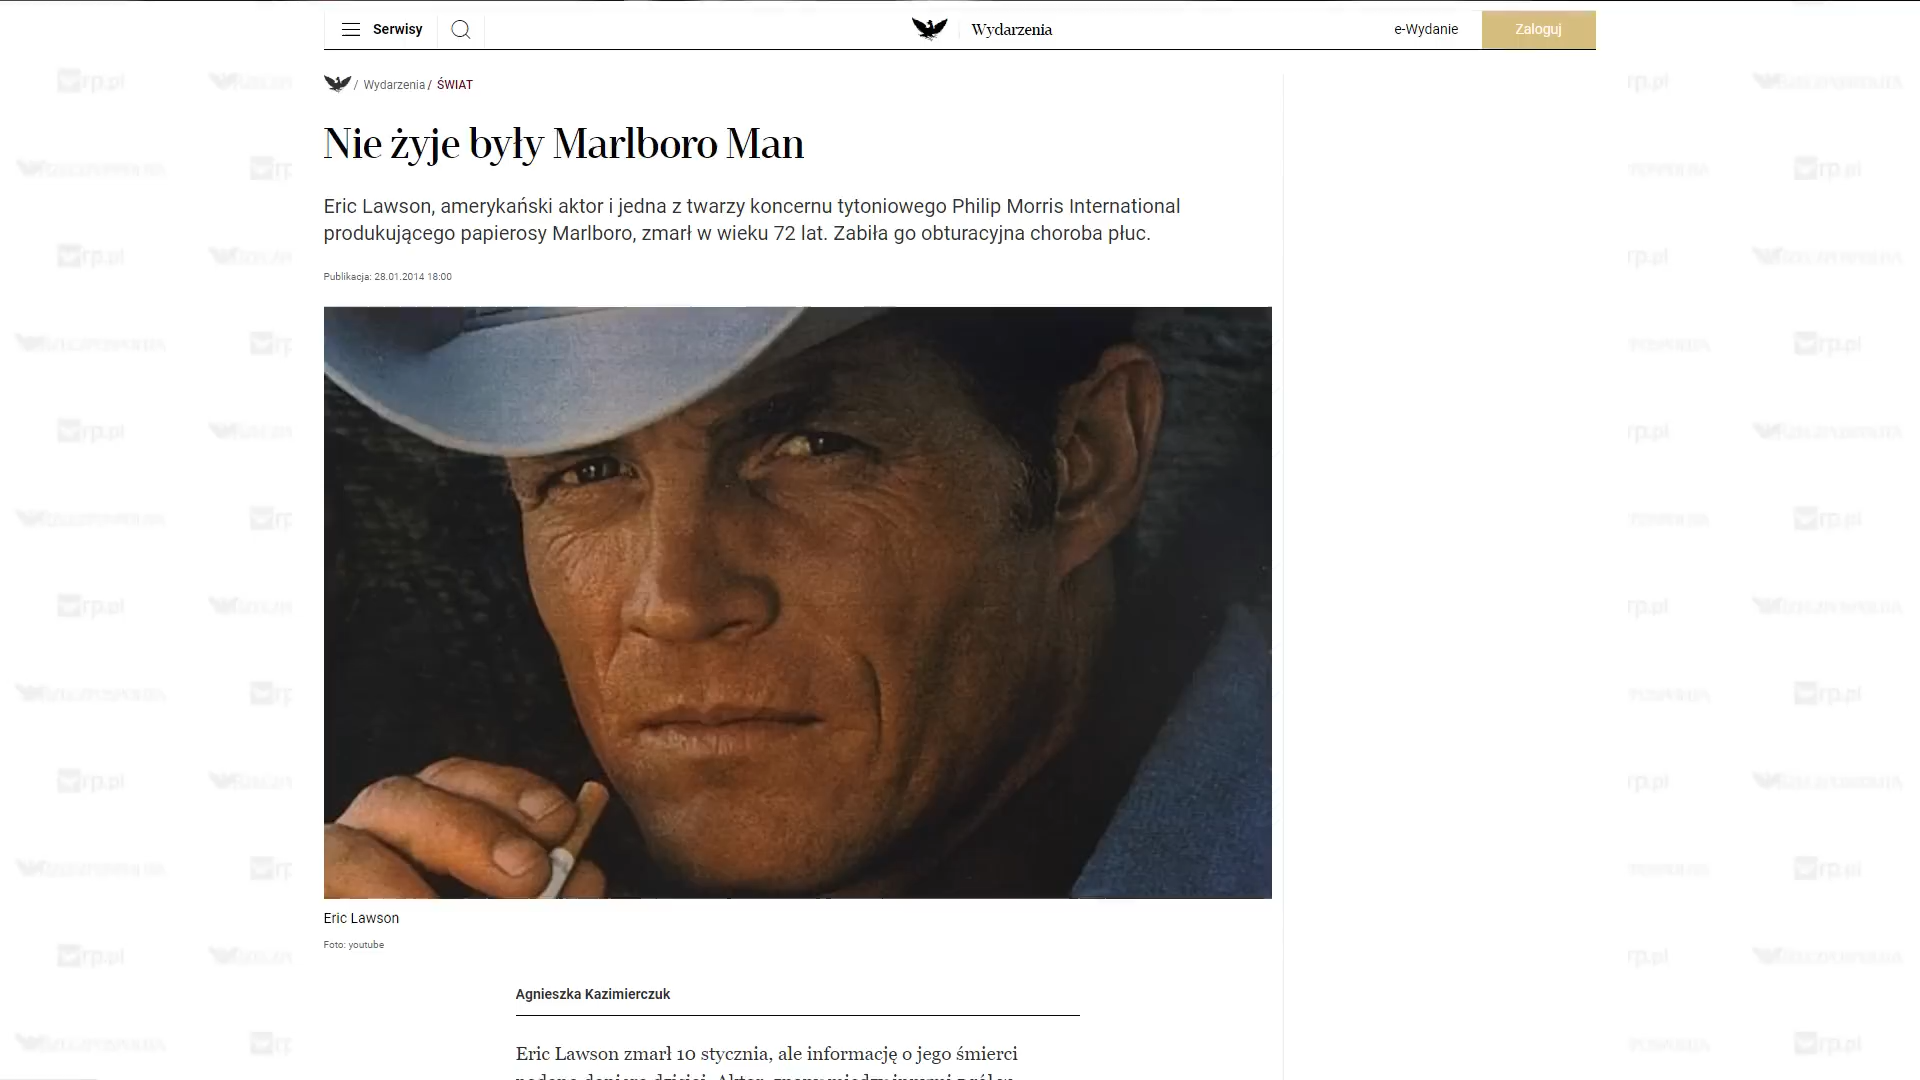 Serwisy
Wydarzenia
e-Wydanie
Zaloguj
/ Wydarzenia / ŚWIAT
Nie żyje były Marlboro Man
Eric Lawson, amerykański aktor i jedna z twarzy koncernu tytoniowego Philip Morris International
produkującego papierosy Marlboro, zmarł w wieku 72 lat. Zabiła go obturacyjna choroba płuc.
Publikacja: 28.01.2014 18:00
Eric Lawson
Foto: youtube
Agnieszka Kazimierczuk
Eric Lawson zmarł 10 stycznia, ale informację o jego śmierci